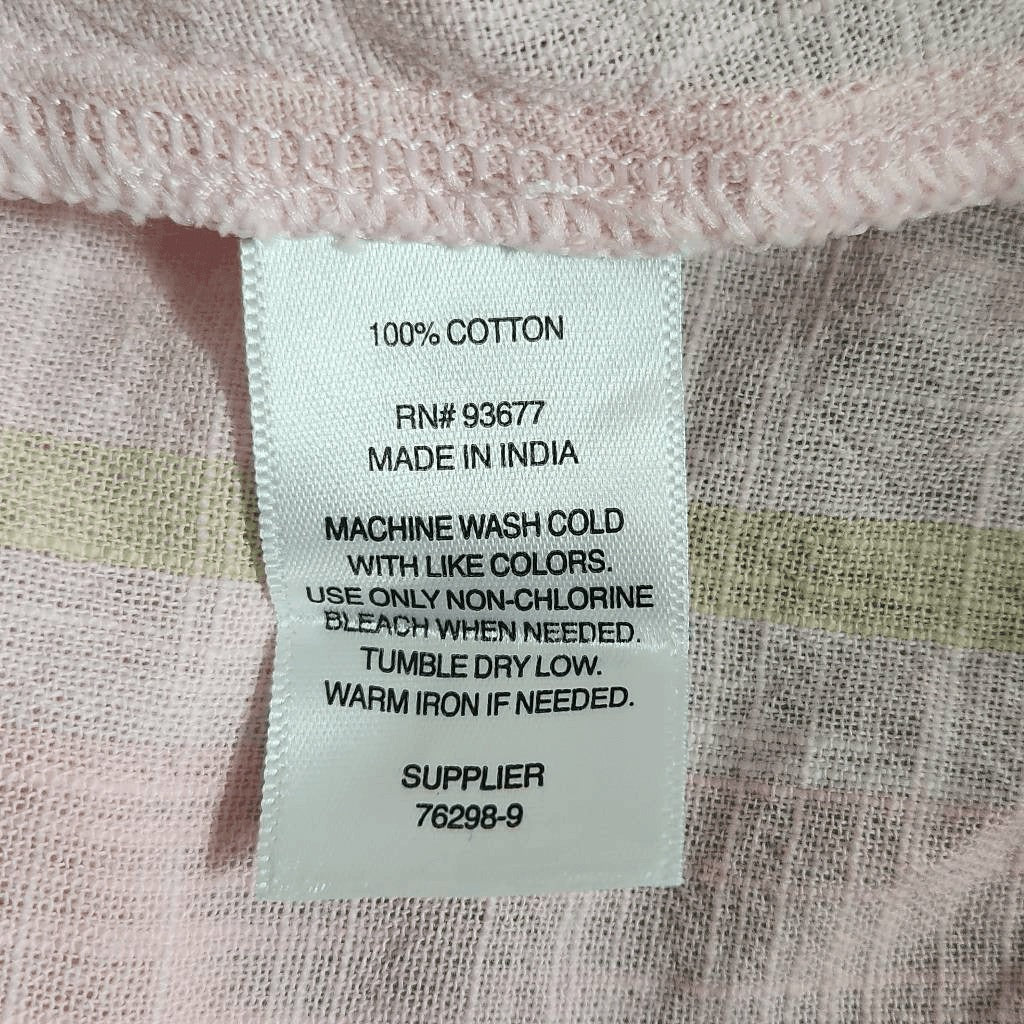 100% COTTON
RN# 93677
MADE IN INDIA
MACHINE WASH COLD
WITH LIKE COLORS.
USE ONLY NON-CHLORINE
BLEACH WHEN NEEDED.
TUMBLE DRY LOW.
WARM IRON IF NEEDED.
SUPPLIER
76298-9